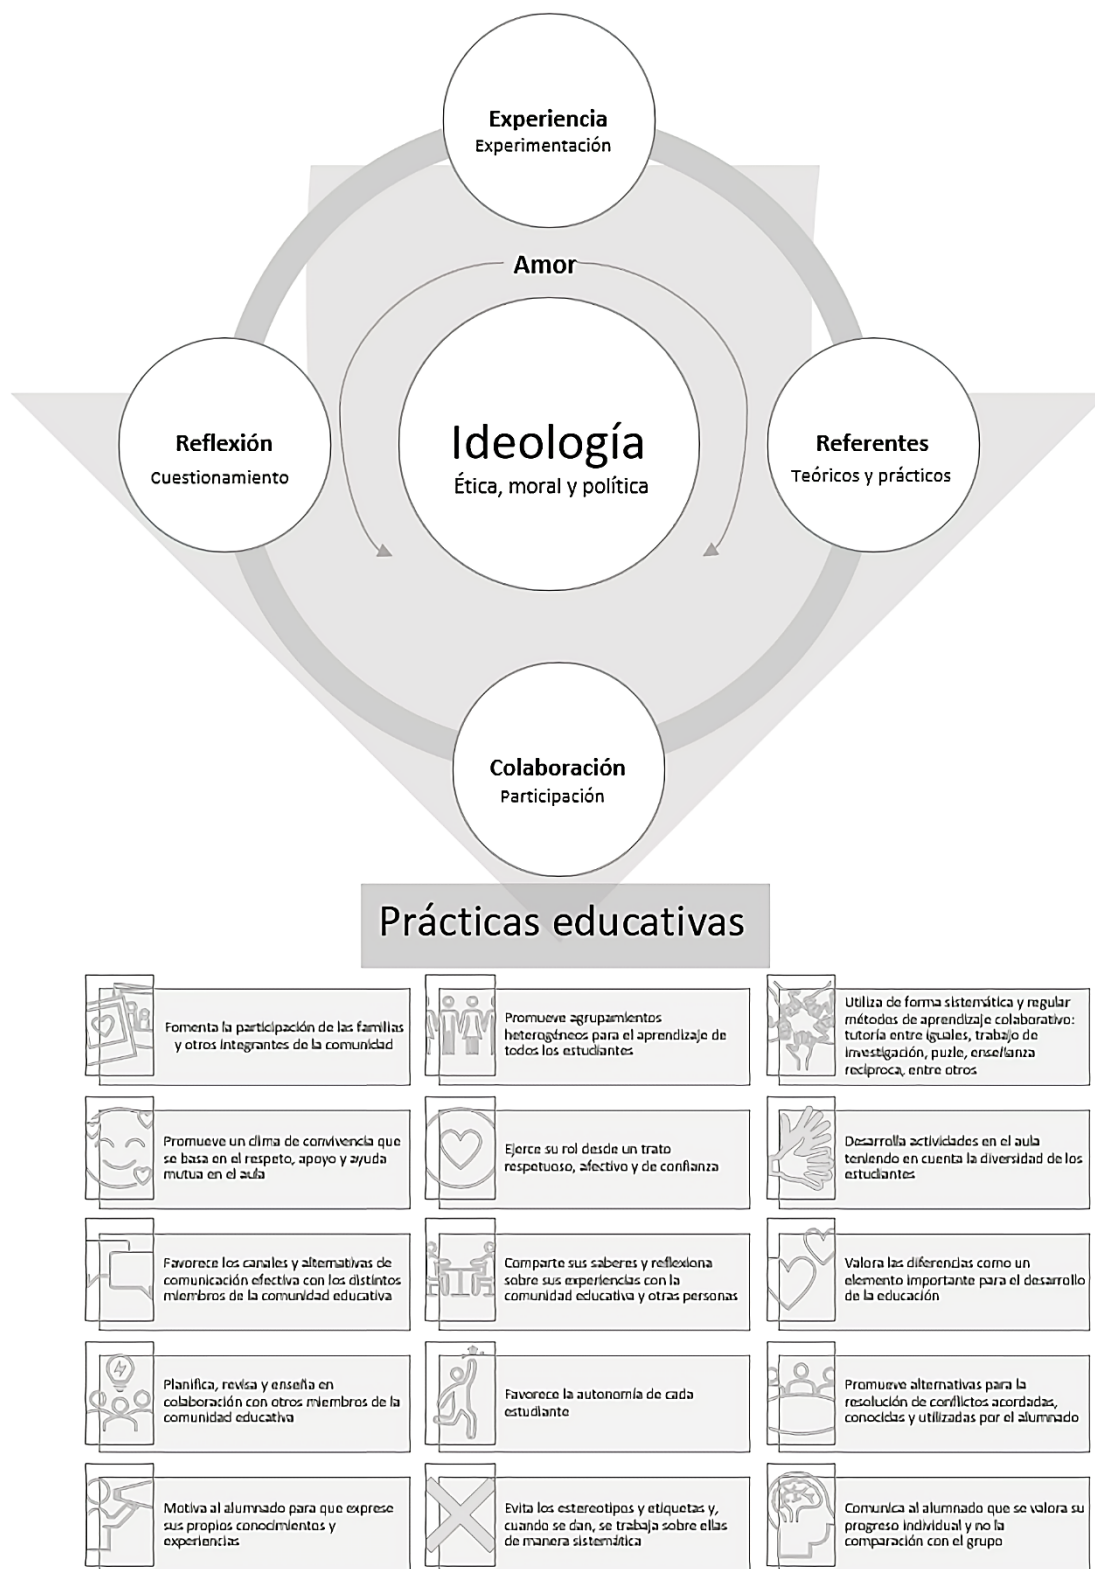 Experiencia
Experimentación
Amor
Reflexión
Cuestionamiento
Ideología
Ética, moral y política
Referentes
Teóricos y prácticos
Colaboración
Participación
Prácticas educativas
Fomenta la participación de las familias
y otros integrantes de la comunidad
Promueve agrupamientos
heterogéneos para el aprendizaje de
todos los estudiantes
Utiliza de forma sistemática y regular
métodos de aprendizaje colaborativo:
tutoría entre iguales, trabajo de
investigación, puzle, enseñanza
recíproca, entre otros
Promueve un clima de convivencia que
se basa en el respeto, apoyo y ayuda
mutua en el aula
Ejerce su rol desde un trato
respetuoso, afectivo y de confianza
Desarrolla actividades en el aula
teniendo en cuenta la diversidad de los
estudiantes
Favorece los canales y alternativas de
comunicación efectiva con los distintos
miembros de la comunidad educativa
Comparte sus saberes y reflexiona
sobre sus experiencias con la
comunidad educativa y otras personas
Valora las diferencias como un
elemento importante para el desarrollo
de la educación
Planifica, revisa y enseña en
colaboración con otros miembros de la
comunidad educativa
Favorece la autonomía de cada
estudiante
Promueve alternativas para la
resolución de conflictos acordadas,
conocidas y utilizadas por el alumnado
Motiva al alumnado para que exprese
sus propios conocimientos y
experiencias
Evita los estereotipos y etiquetas y,
cuando se dan, se trabaja sobre ellas
de manera sistemática
Comunica al alumnado que se valora su
progreso individual y no la
comparación con el grupo